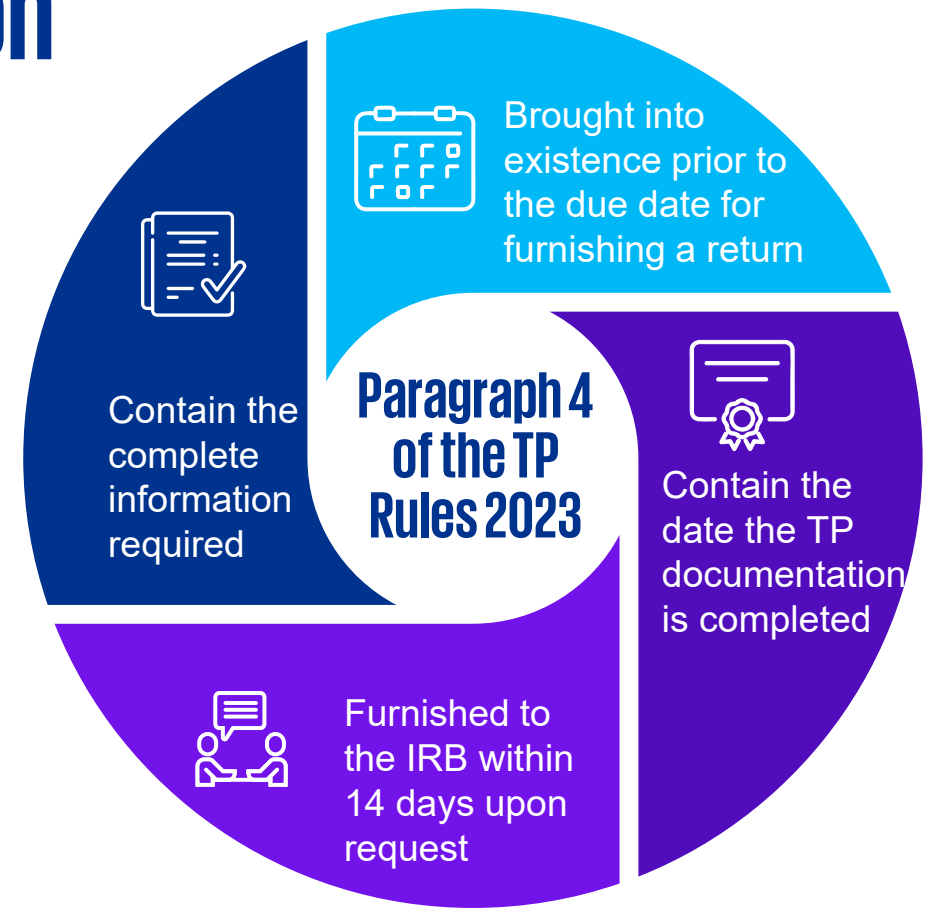 on
Brought into
existence prior to
the due date for
furnishing a return
Contain the
complete
information
required
Paragraph 4
of the TP
Rules 2023
Contain the
date the TP
documentation
is completed
Furnished to
the IRB within
14 days upon
request